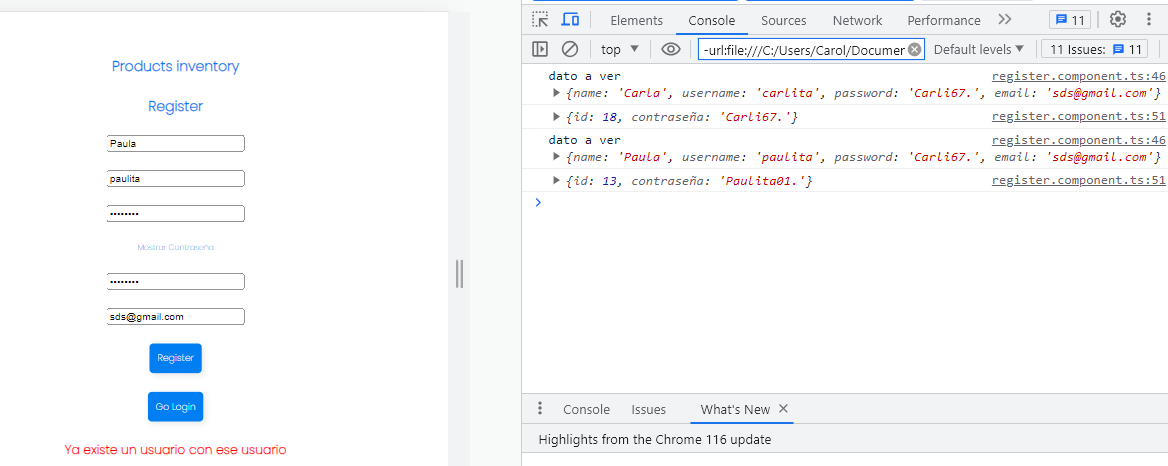 Products inventory
Register
Paula
paulita
••••••••
Mostrar Contraseña
••••••••
sds@gmail.com
Register
Go Login
Ya existe un usuario con ese usuario
Elements Console Sources Network Performance 11
top -url:file:///C:/Users/Carol/Documer Default levels 11 Issues: 11
dato a ver register.component.ts:46
{name: 'Carla', username: 'carlita', password: 'Carli67.', email: 'sds@gmail.com'}
{id: 18, contraseña: 'Carli67.'} register.component.ts:51
dato a ver register.component.ts:46
{name: 'Paula', username: 'paulita', password: 'Carli67.', email: 'sds@gmail.com'}
{id: 13, contraseña: 'Paulita01.'} register.component.ts:51
Console Issues What's New
Highlights from the Chrome 116 update